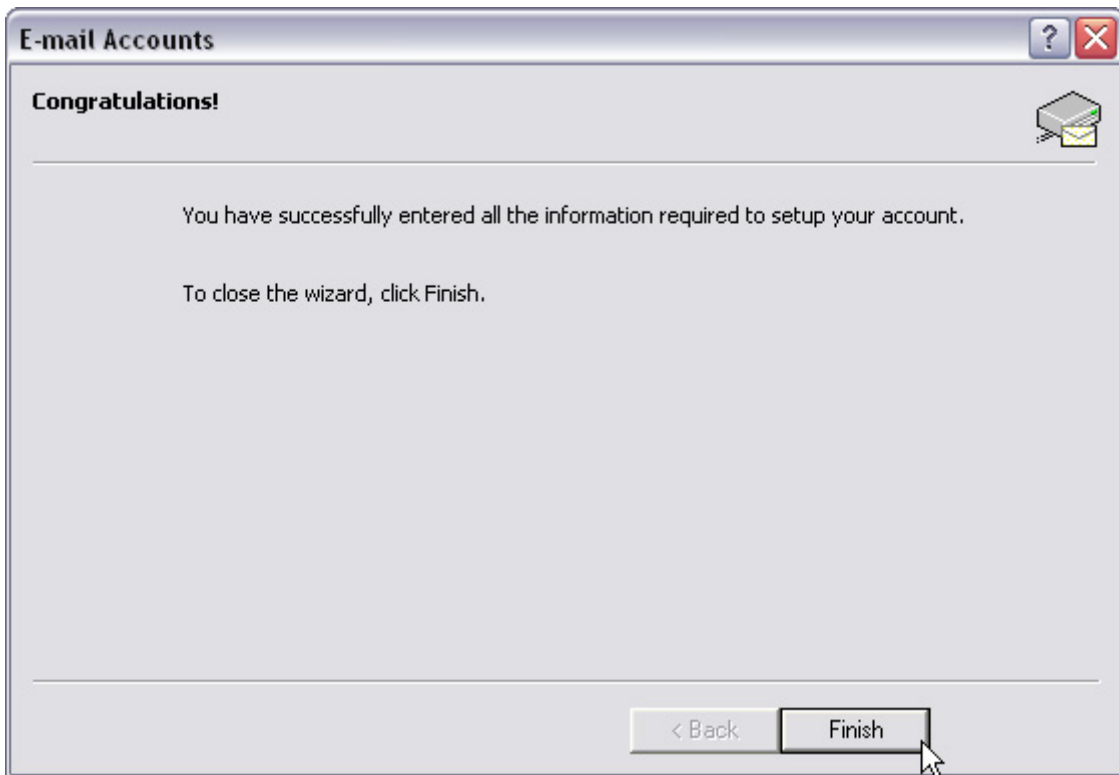 E-mail Accounts
?
Congratulations!
You have successfully entered all the information required to setup your account.
To close the wizard, click Finish.
< Back
Finish